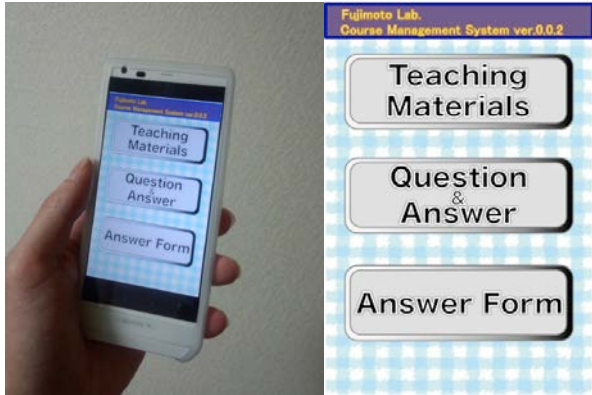 Fujimoto Lab.
Course Management System ver.0.0.2
Teaching
Materials
Question
&
Answer
Answer Form
Fujimoto Lab.
Course Management System ver.0.0.2
Teaching
Materials
Question
&
Answer
Answer Form